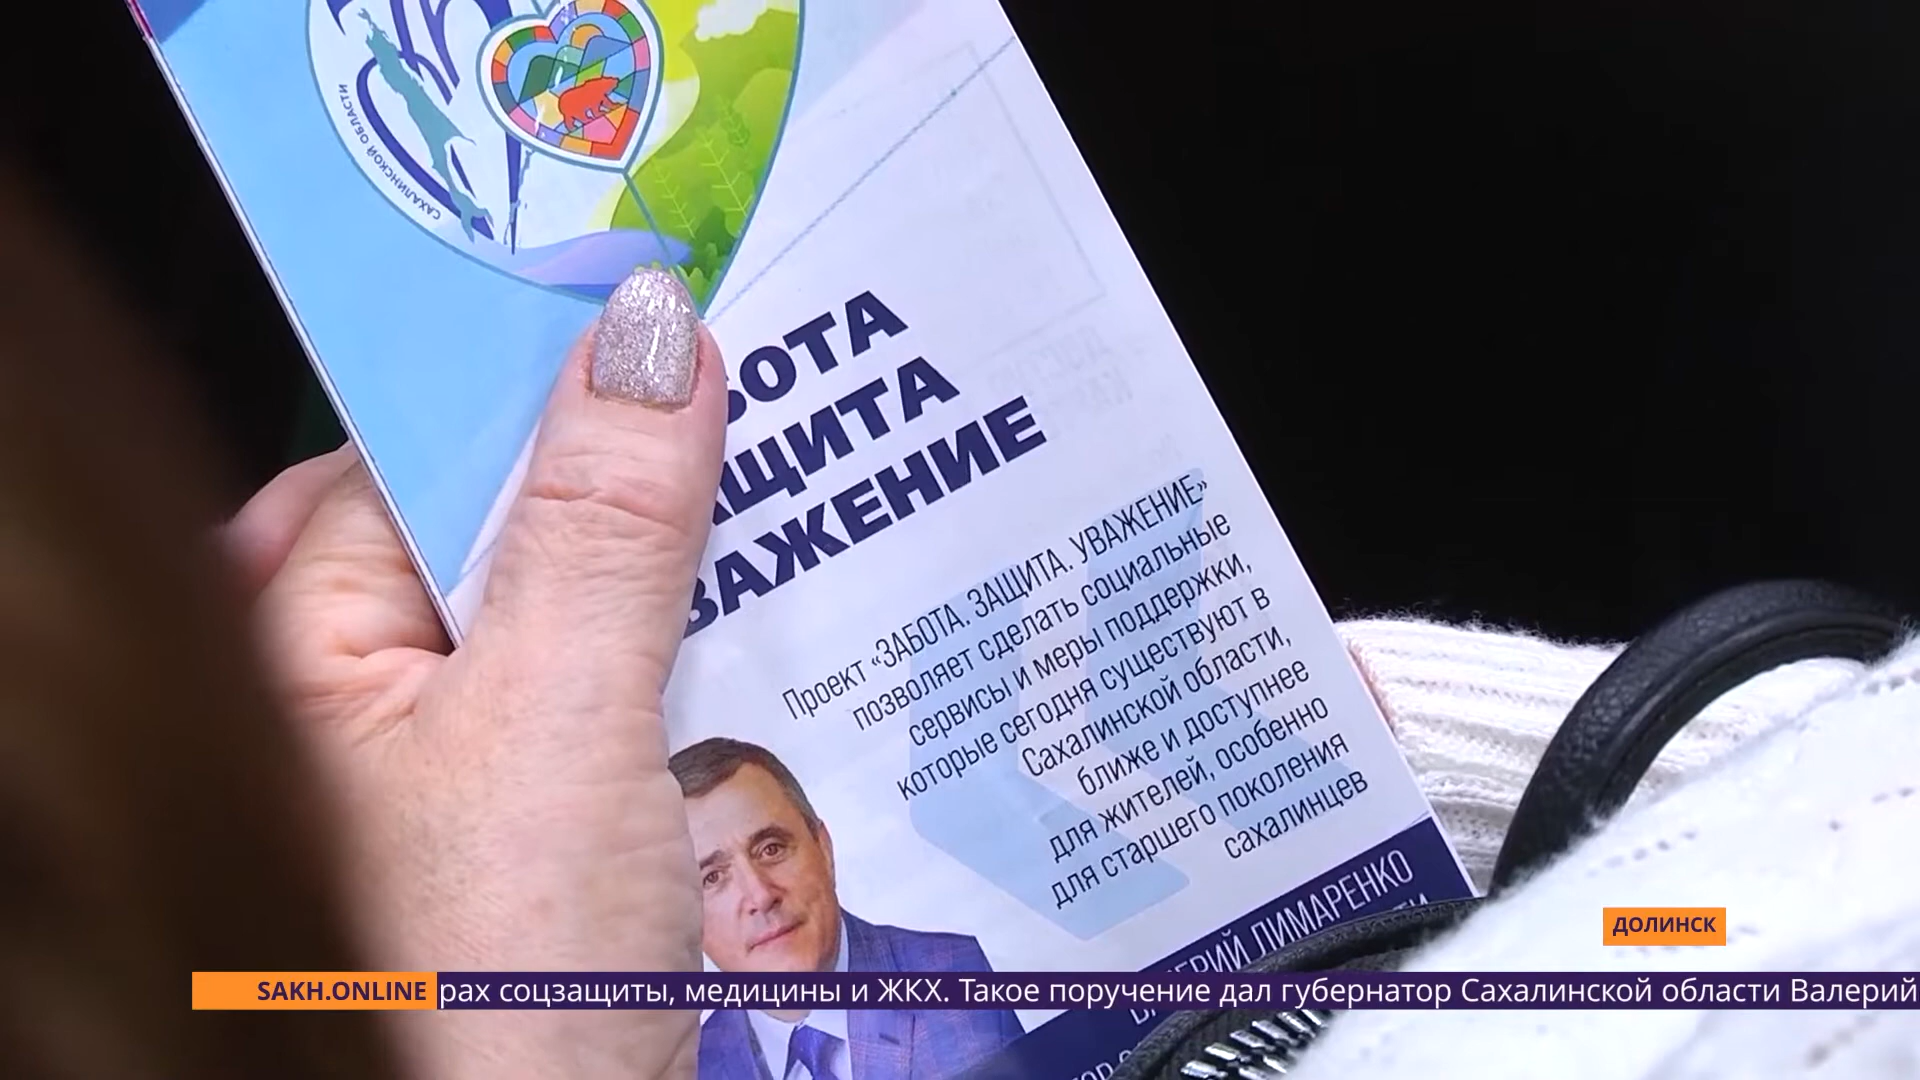 САХАЛИНСКОЙ ОБЛАСТИ
БОТА
АЩИТА
ВАЖЕНИЕ
Проект «ЗАБОТА. ЗАЩИТА. УВАЖЕНИЕ»
позволяет сделать социальные
сервисы и меры поддержки,
которые сегодня существуют в
Сахалинской области,
ближе и доступнее
для жителей, особенно
для старшего поколения
сахалинцев
ЛИМАРЕНКО
ДОЛИНСК
SAKH.ONLINE рах соцзащиты, медицины и ЖКХ. Такое поручение дал губернатор Сахалинской области Валерий